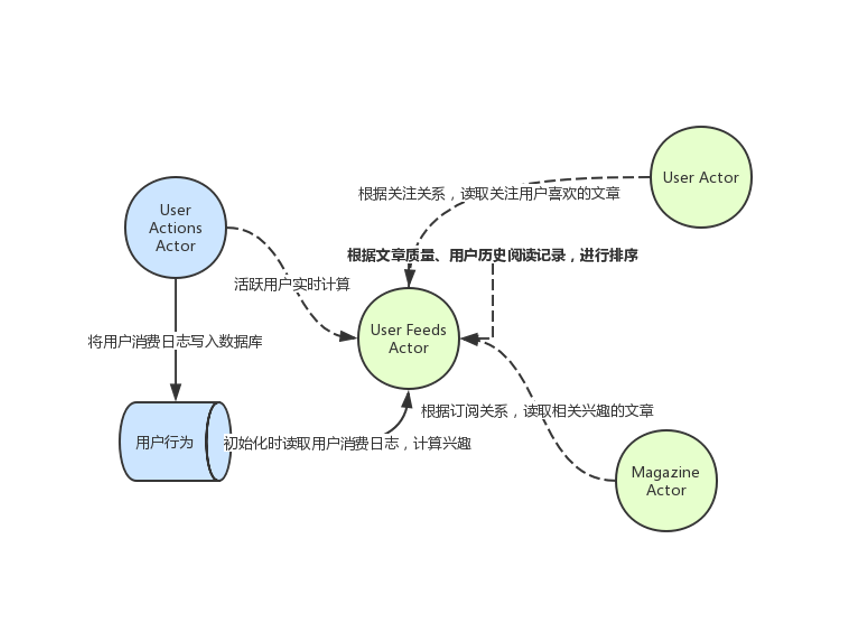 User Actor
根据关注关系，读取关注用户喜欢的文章
User
Actions
Actor
根据文章质量、用户历史阅读记录，进行排序
活跃用户实时计算
User Feeds
Actor
将用户消费日志写入数据库
根据订阅关系，读取相关兴趣的文章
用户行为
初始化时读取用户消费日志，计算兴趣
Magazine
Actor